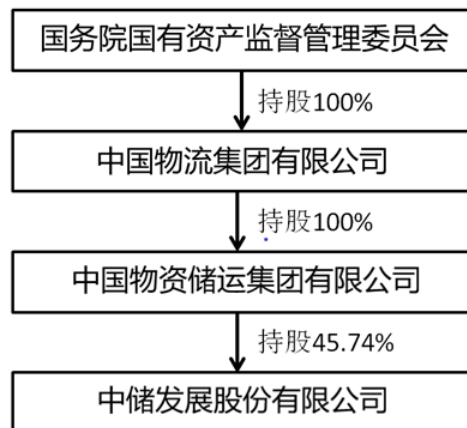 国务院国有资产监督管理委员会
持股100%
中国物流集团有限公司
持股100%
中国物资储运集团有限公司
持股45.74%
中储发展股份有限公司